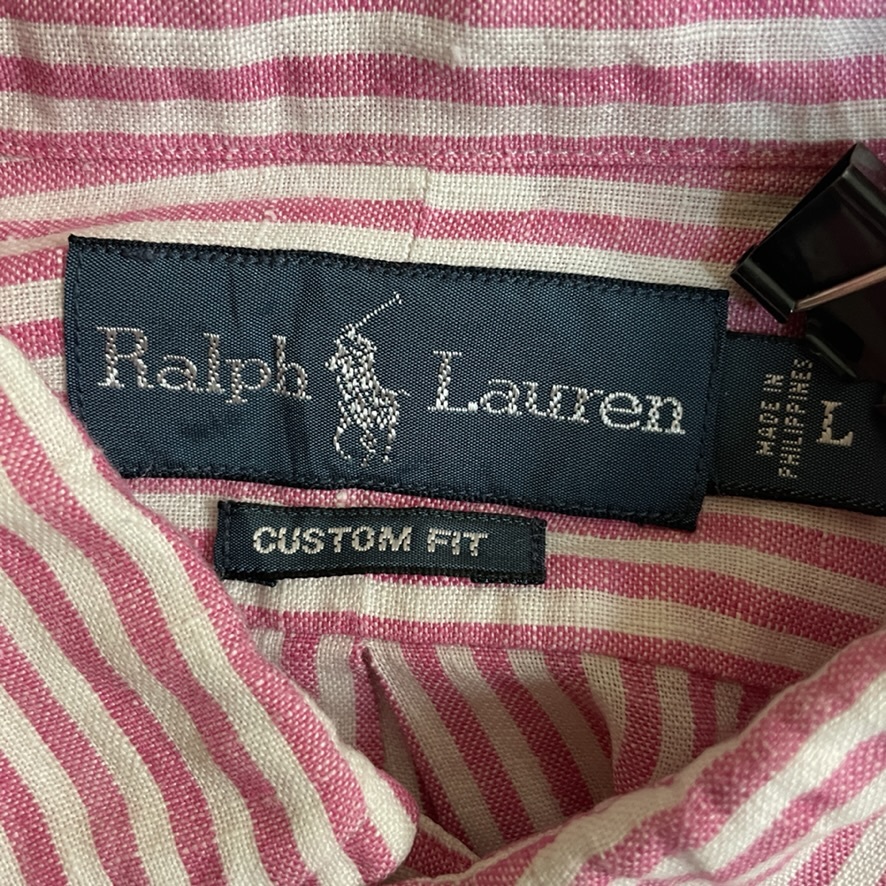 Ralph Lauren
MADE IN
PHILIPPINES
L
CUSTOM FIT